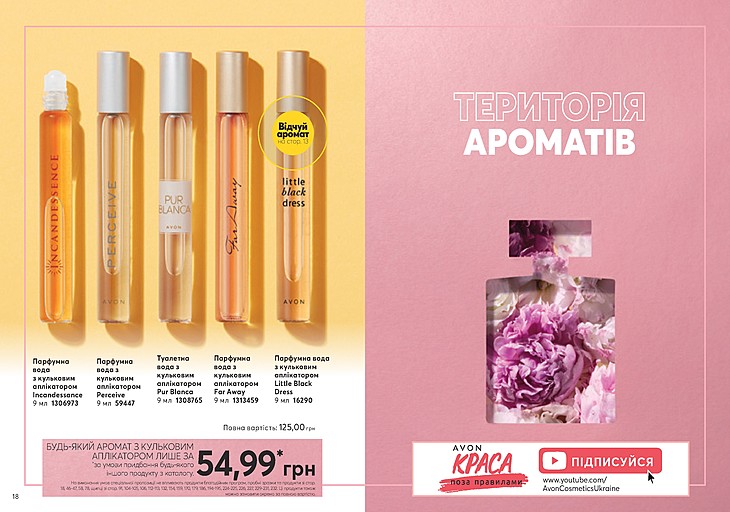 INCANDESSENCE
PERCEIVE
AVON
PUR
BLANCA
AVON
Far Away
Відчуй
аромат
на стор. 13
little
black
dress
AVON
Парфумна
вода
з кульковим
аплікатором
Incandessence
9 мл 1306973
Парфумна
вода з
кульковим
аплікатором
Perceive
9 мл 59447
Туалетна
вода з
кульковим
аплікатором
Pur Blanca
9 мл 1308765
Парфумна
вода з
кульковим
аплікатором
Far Away
9 мл 1313459
Парфумна вода
з кульковим
аплікатором
Little Black
Dress
9 мл 16290
Повна вартість: 125,00 грн
БУДЬ-ЯКИЙ АРОМАТ З КУЛЬКОВИМ
АПЛІКАТОРОМ ЛИШЕ ЗА
*за умови придбання будь-якого
іншого продукту з каталогу.
54,99* грн
18
ТЕРИТОРІЯ
АРОМАТІВ
AVON
КРАСА
поза правилами
ПІДПИСУЙСЯ
www.youtube.com/
AvonCosmeticsUkraine